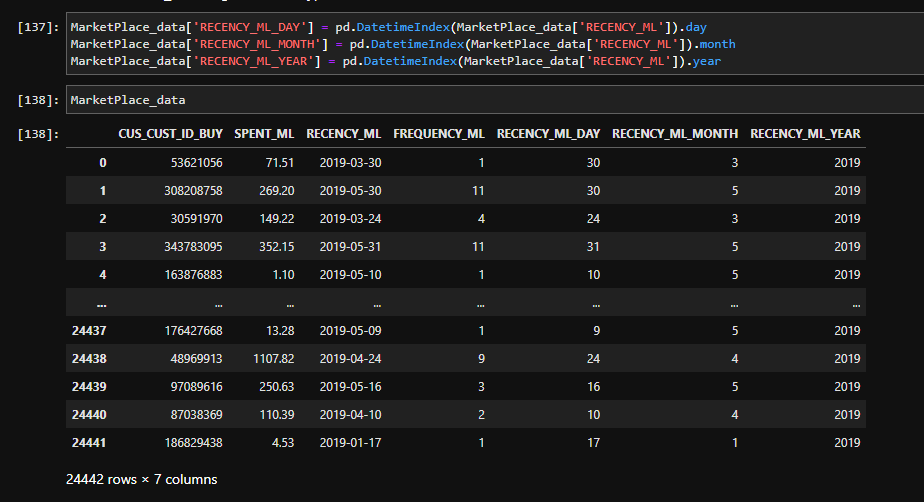 [137]: MarketPlace_data['RECENCY_ML_DAY'] = pd.DatetimeIndex(MarketPlace_data['RECENCY_ML']).day
MarketPlace_data['RECENCY_ML_MONTH'] = pd.DatetimeIndex(MarketPlace_data['RECENCY_ML']).month
MarketPlace_data['RECENCY_ML_YEAR'] = pd.DatetimeIndex(MarketPlace_data['RECENCY_ML']).year
[138]: MarketPlace_data
[138]: CUS_CUST_ID_BUY SPENT_ML RECENCY_ML FREQUENCY_ML RECENCY_ML_DAY RECENCY_ML_MONTH RECENCY_ML_YEAR
0 53621056 71.51 2019-03-30 1 30 3 2019
1 308208758 269.20 2019-05-30 11 30 5 2019
2 30591970 149.22 2019-03-24 4 24 3 2019
3 343783095 352.15 2019-05-31 11 31 5 2019
4 163876883 1.10 2019-05-10 1 10 5 2019
... ... ... ... ... ... ... ...
24437 176427668 13.28 2019-05-09 1 9 5 2019
24438 48969913 1107.82 2019-04-24 9 24 4 2019
24439 97089616 250.63 2019-05-16 3 16 5 2019
24440 87038369 110.39 2019-04-10 2 10 4 2019
24441 186829438 4.53 2019-01-17 1 17 1 2019
24442 rows × 7 columns